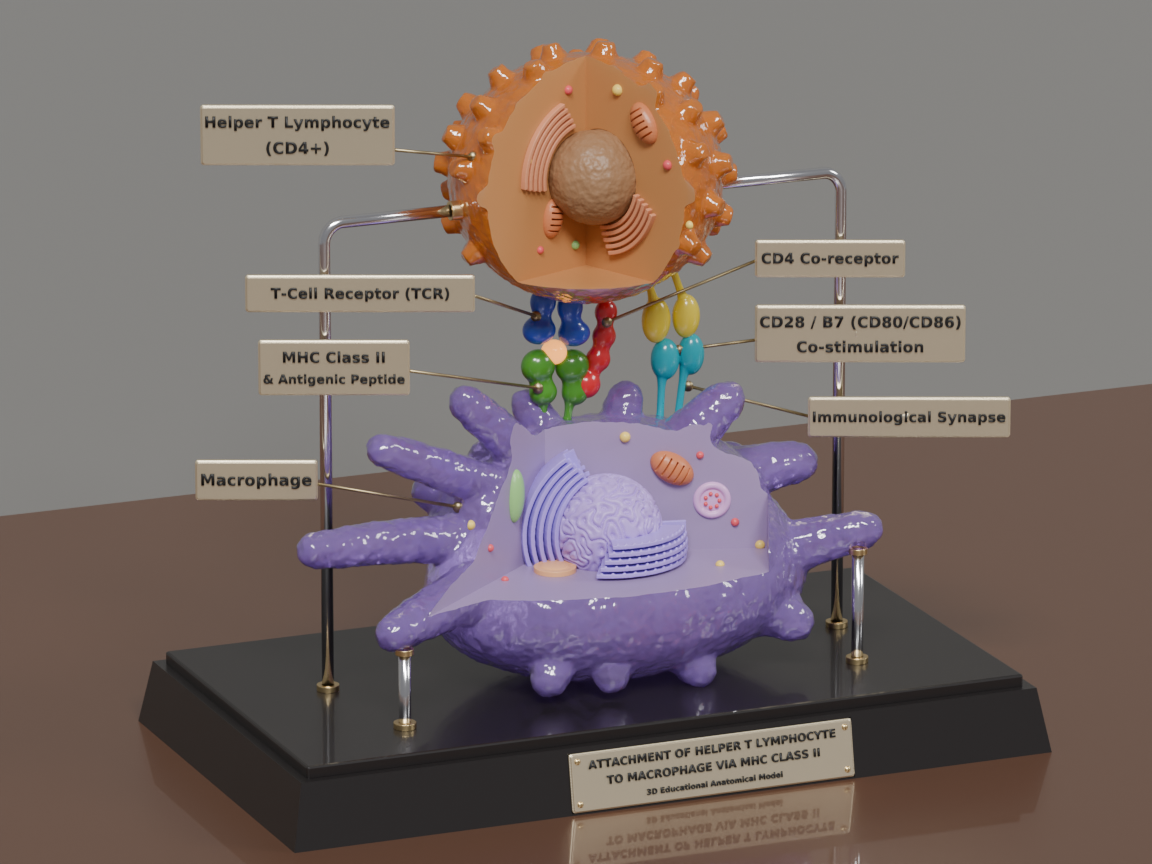 Helper T Lymphocyte
(CD4+)
CD4 Co-receptor
T-Cell Receptor (TCR)
CD28 / B7 (CD80/CD86)
Co-stimulation
MHC Class II
& Antigenic Peptide
Immunological Synapse
Macrophage
ATTACHMENT OF HELPER T LYMPHOCYTE
TO MACROPHAGE VIA MHC CLASS II
3D Educational Anatomical Model